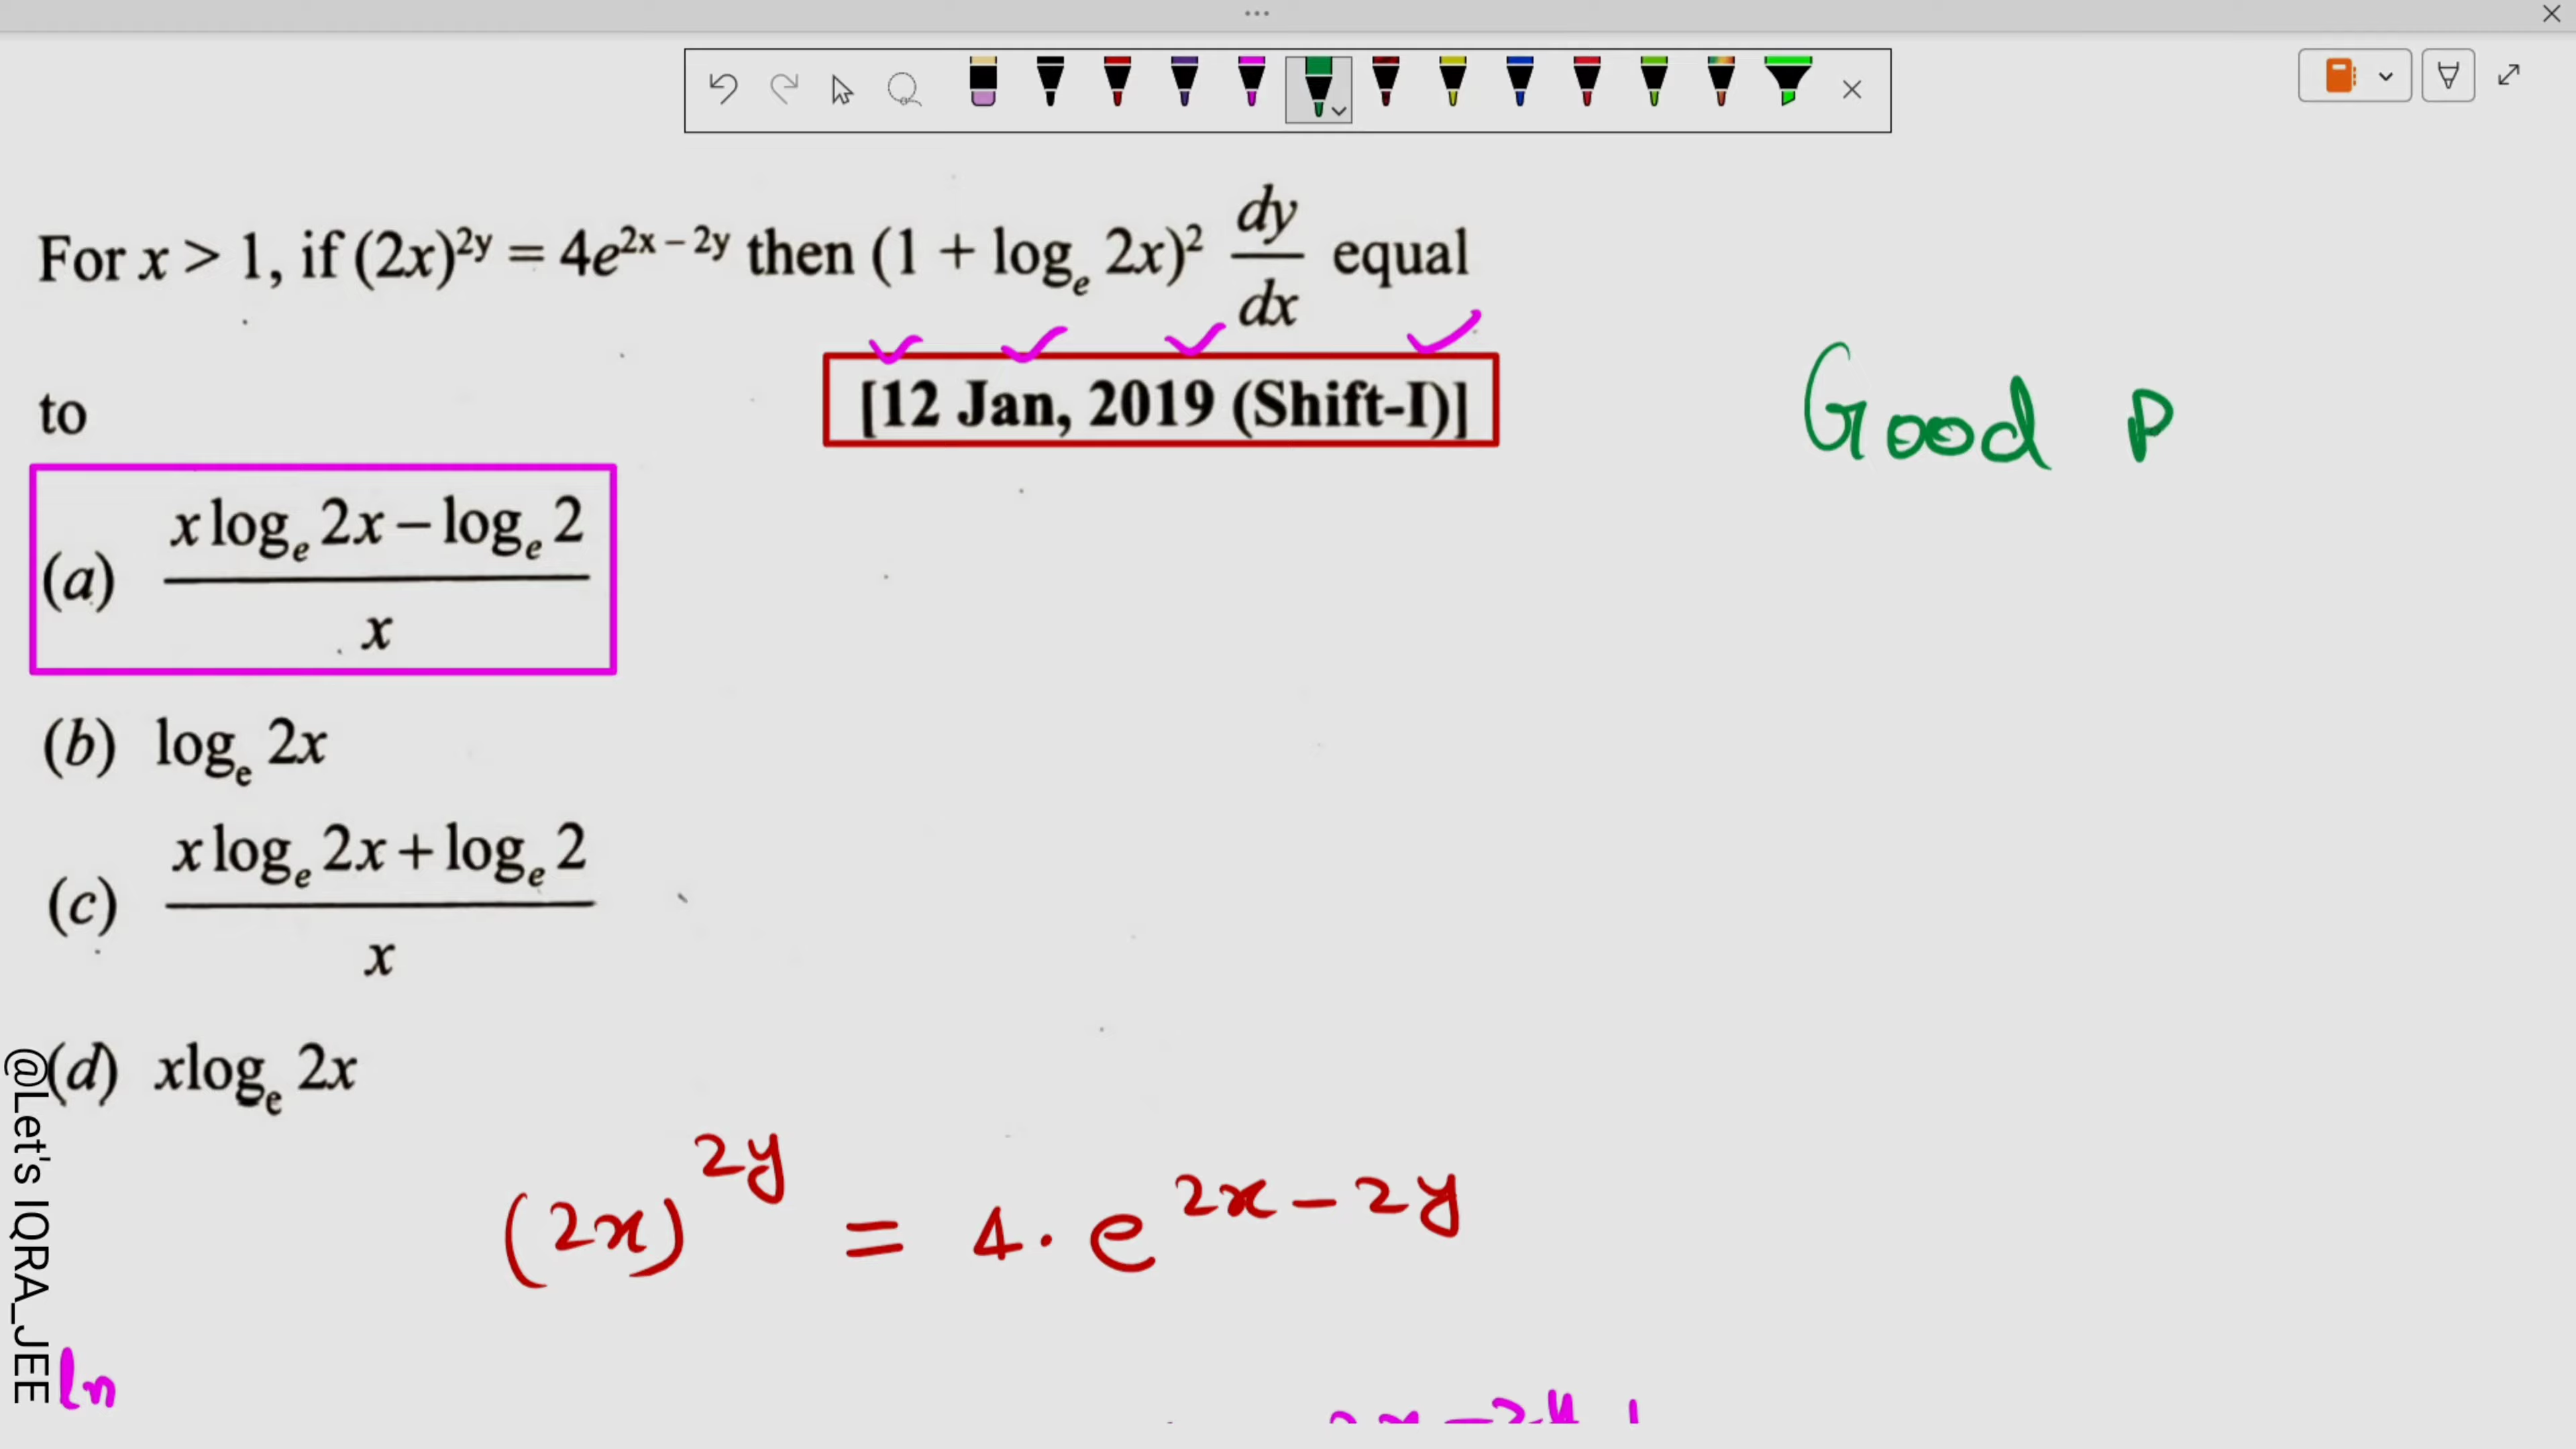 For x > 1, if (2x)^{2y} = 4e^{2x – 2y} then (1 + log_e 2x)² dy/dx equal
to [12 Jan, 2019 (Shift-I)]
Good P
(a) (x log_e 2x – log_e 2)/x
(b) log_e 2x
(c) (x log_e 2x + log_e 2)/x
(d) xlog_e 2x
@Let's IQRA_JEE
(2x)^{2y} = 4 · e^{2x – 2y}
ln